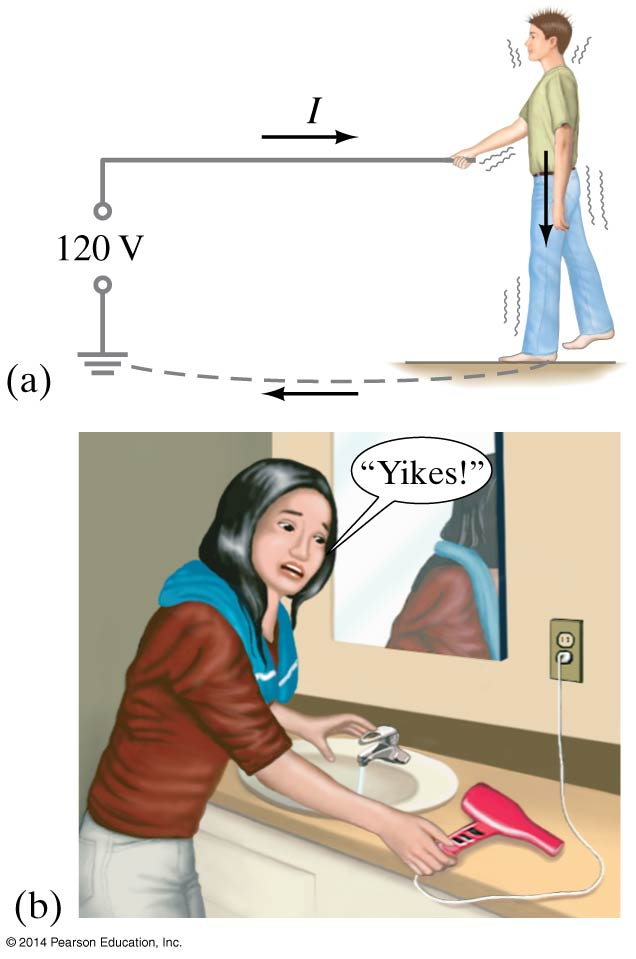 I
120 V
(a)
“Yikes!”
(b)
© 2014 Pearson Education, Inc.